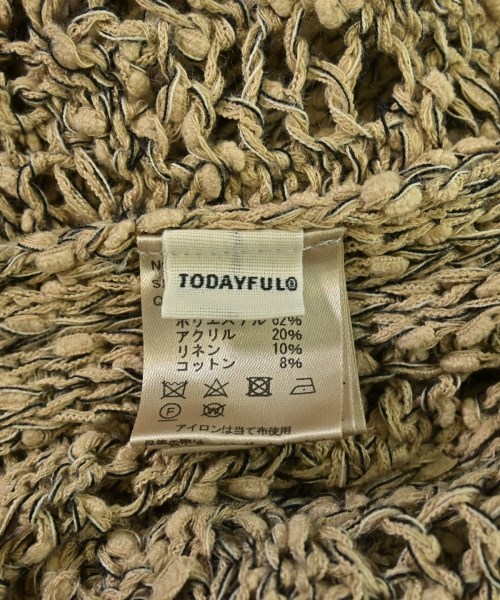 TODAYFUL®
ポリエステル 62%
アクリル 20%
リネン 10%
コットン 8%
アイロンは当て布使用